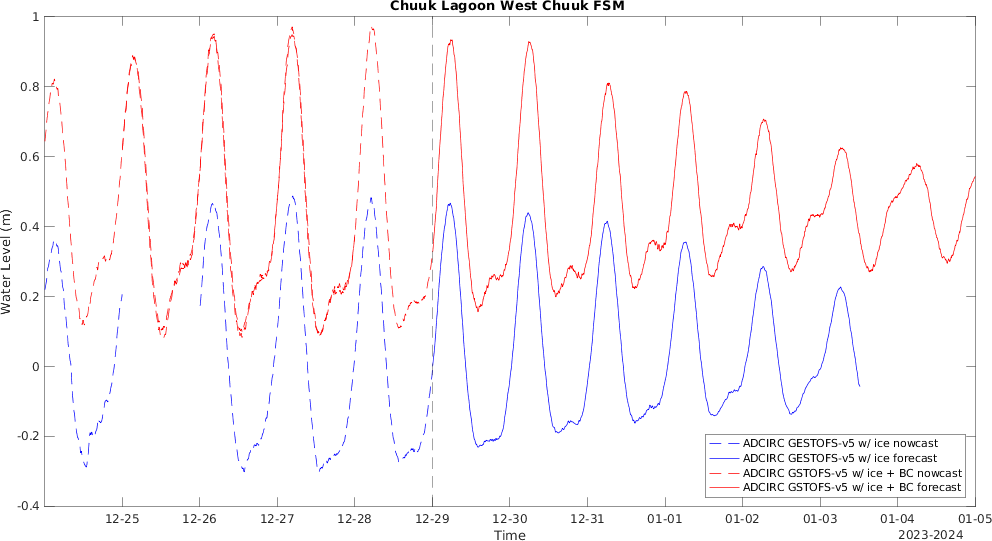 Chuuk Lagoon West Chuuk FSM
1
0.8
0.6
0.4
0.2
0
-0.2
-0.4
Water Level (m)
ADCIRC GESTOFS-v5 w/ ice nowcast
ADCIRC GESTOFS-v5 w/ ice forecast
ADCIRC GSTOFS-v5 w/ ice + BC nowcast
ADCIRC GSTOFS-v5 w/ ice + BC forecast
12-25 12-26 12-27 12-28 12-29 12-30 12-31 01-01 01-02 01-03 01-04 01-05
Time
2023-2024